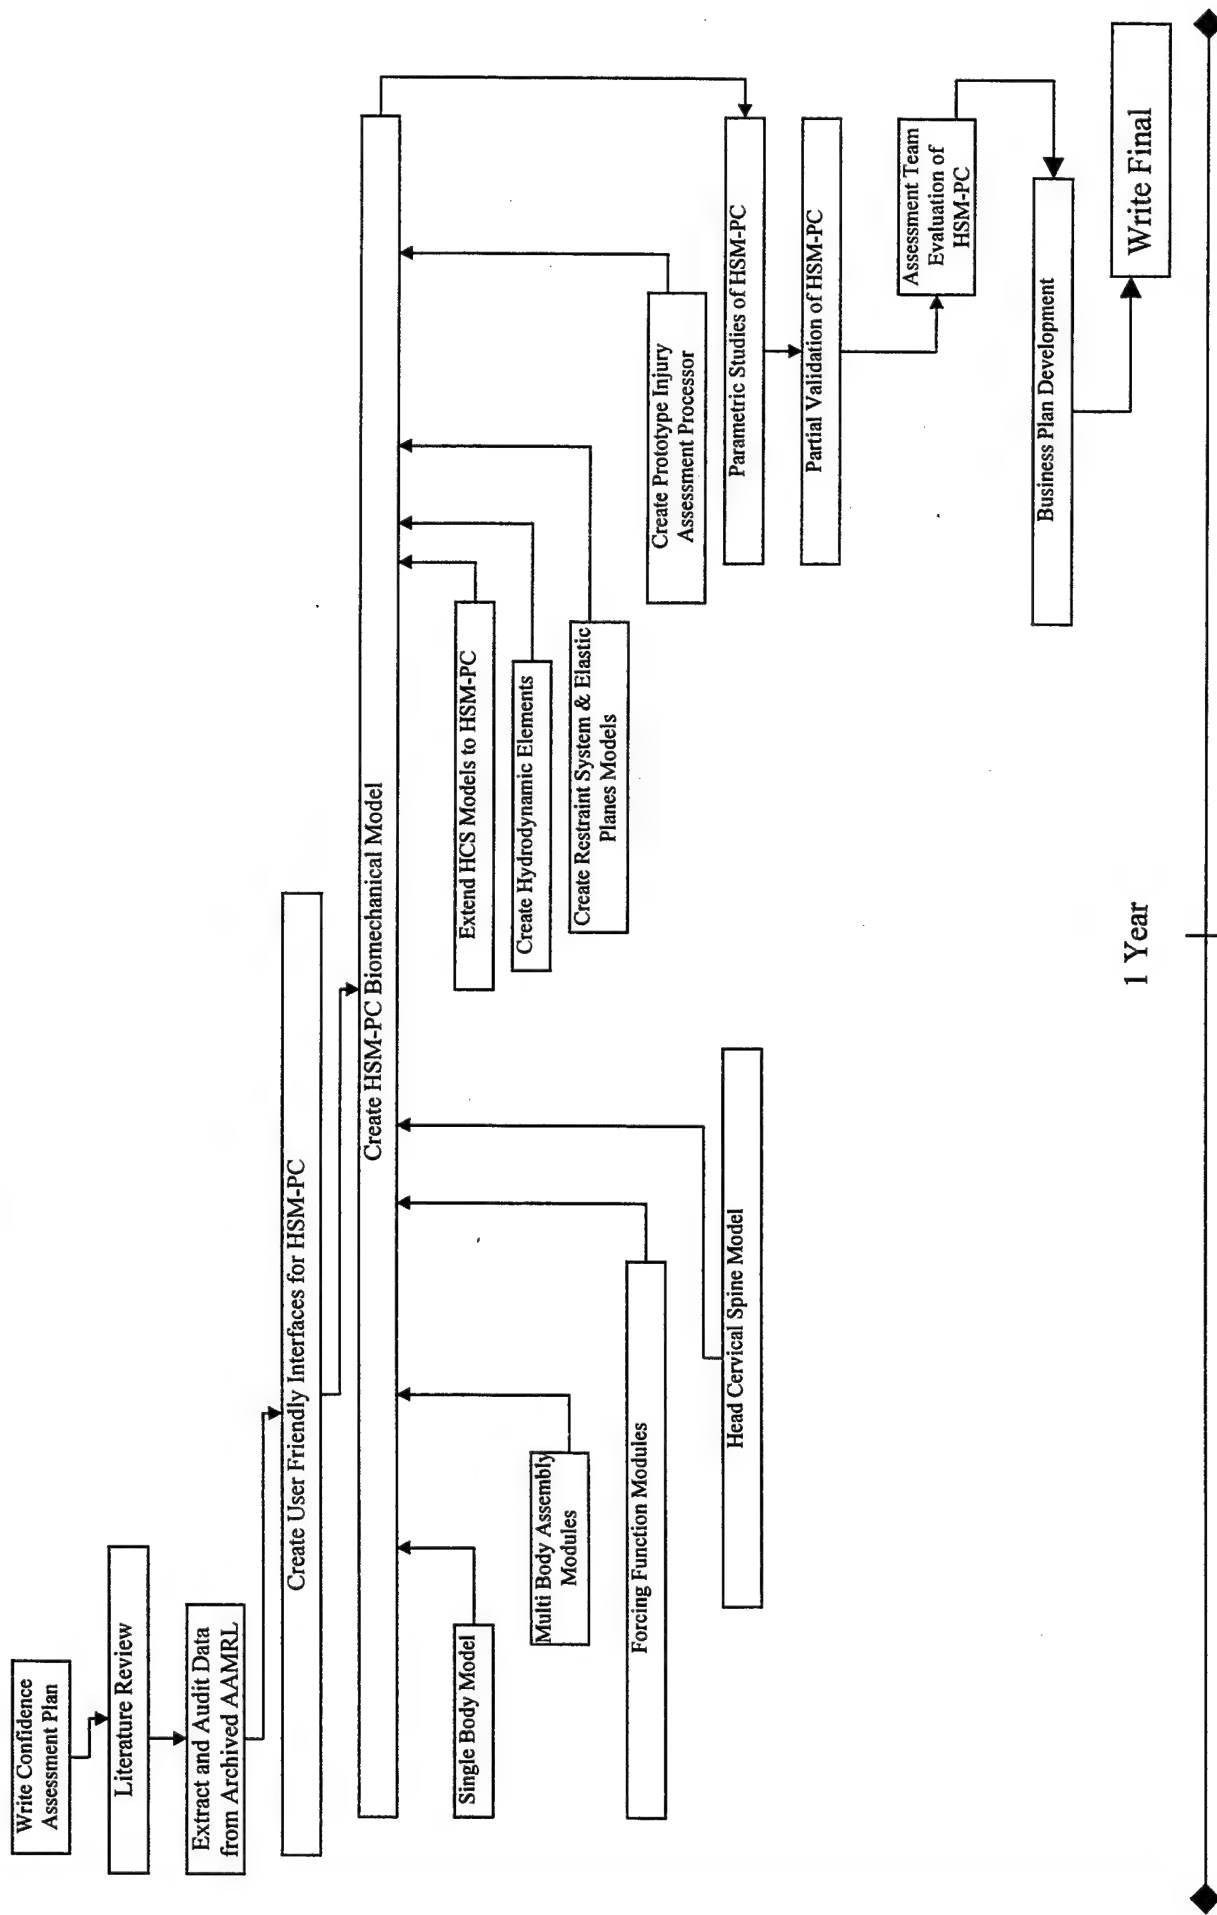 Write Confidence
Assessment Plan
Literature Review
Extract and Audit Data
from Archived AAMRL
Create User Friendly Interfaces for HSM-PC
Create HSM-PC Biomechanical Model
Single Body Model
Multi Body Assembly
Modules
Forcing Function Modules
Head Cervical Spine Model
Extend HCS Models to HSM-PC
Create Hydrodynamic Elements
Create Restraint System & Elastic
Planes Models
Create Prototype Injury
Assessment Processor
Parametric Studies of HSM-PC
Partial Validation of HSM-PC
Assessment Team
Evaluation of
HSM-PC
Business Plan Development
Write Final
1 Year